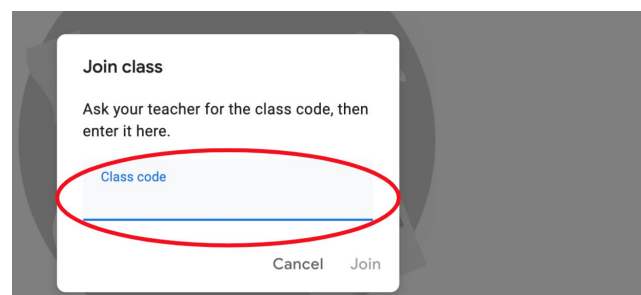 Join class
Ask your teacher for the class code, then
enter it here.
Class code
Cancel Join